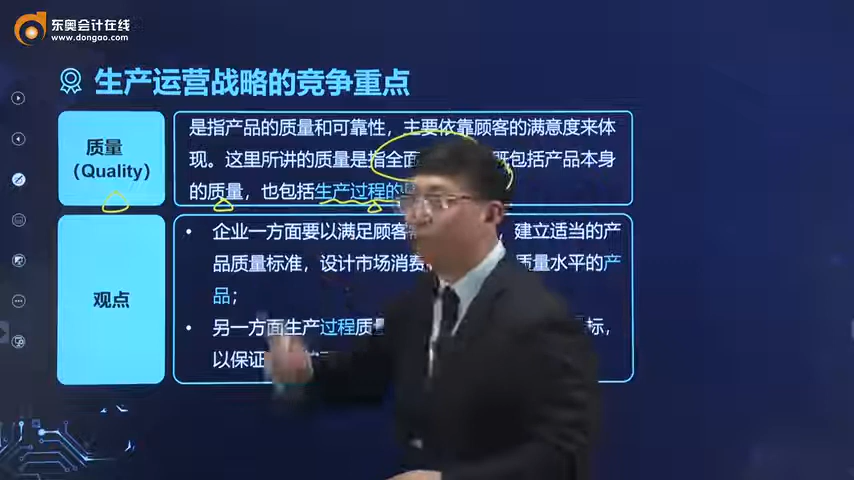 东奥会计在线
www.dongao.com
生产运营战略的竞争重点
质量
（Quality）
是指产品的质量和可靠性，主要依靠顾客的满意度来体
现。这里所讲的质量是指全面 既包括产品本身
的质量，也包括生产过程的
观点
• 企业一方面要以满足顾客 建立适当的产
品质量标准，设计市场消费 质量水平的产
品；
• 另一方面生产过程质 标，
以保证